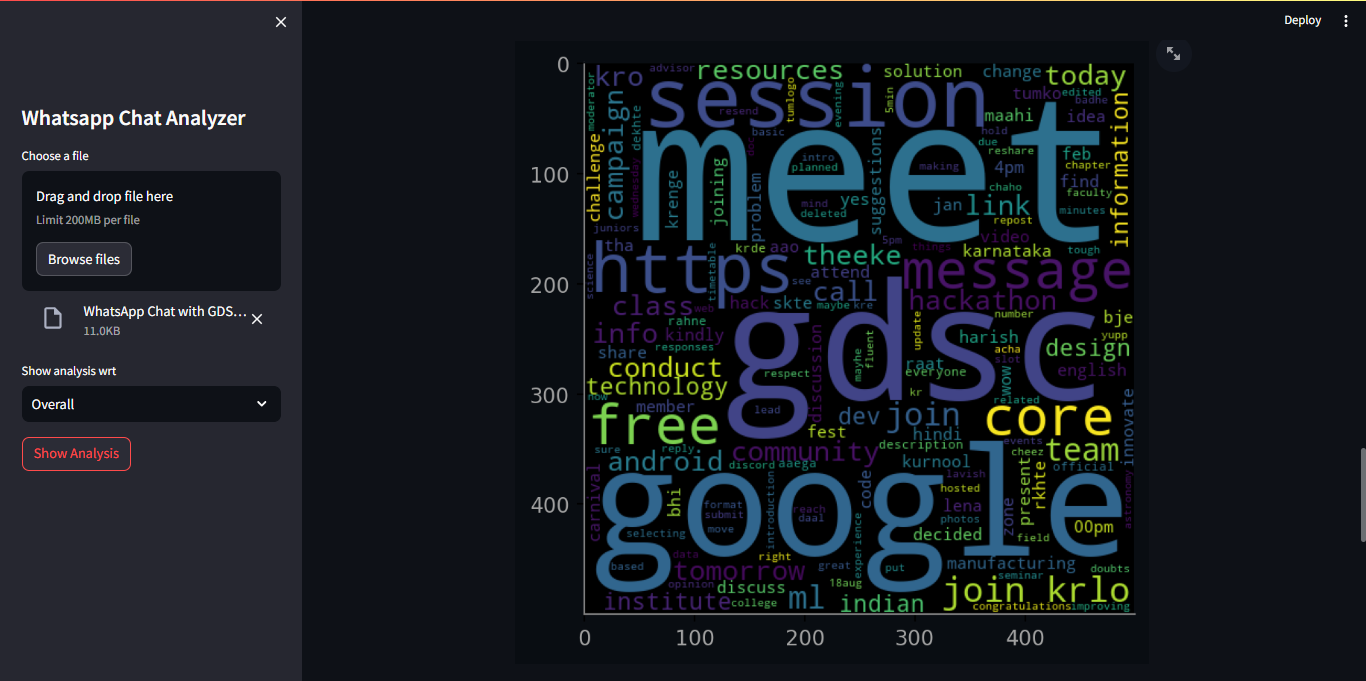 Deploy
Whatsapp Chat Analyzer
Choose a file
Drag and drop file here
Limit 200MB per file
Browse files
WhatsApp Chat with GDS...
11.0KB
Show analysis wrt
Overall
Show Analysis
0
100
200
300
400
0
100
200
300
400
advisor
resources
solution
change
today
kro
session
tumko
edited
badhe
moderator
resend
tumlogo
evening
5min
maahi
idea
campaign
dekhte
basic
hold
due
reshare
information
meet
challenge
wednesday
krenge
joining
doc
problem
intro
planned
suggestions
making
4pm
feb
chapter
find
faculty
mind
deleted
yes
chaho
jan
link
minutes
repost
juniors
tha
krde
aao
5pm
things
video
karnataka
tough
https
timetable
science
see
theeke
attend
message
class
web
hack
skte
maybe
kre
call
hackathon
number
bje
rahne
info
kindly
responses
share
discussion
gdsc
update
harish
yupp
acha
slot
design
conduct
respect
maybe
fluent
raat
everyone
wow
english
technology
now
member
lead
kr
related
free
dev
join
core
innovate
fest
hindi
description
events
sure
reply
community
cheez
team
android
discord
aaega
kurnool
official
carnival
bhi
google
format
submit
move
introduction
reach
daal
code
lavish
hosted
lena
photos
zone
present
rkhte
astronomy
00pm
selecting
experience
decided
field
based
data
right
tomorrow
great
put
manufacturing
doubts
opinion
discuss
18aug
seminar
institute
college
ml
indian
join krlo
congratulations
improving